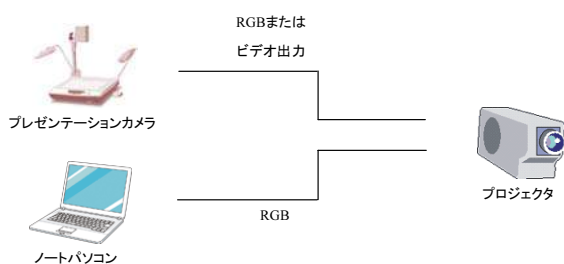 RGBまたは
ビデオ出力
プレゼンテーションカメラ
プロジェクタ
RGB
ノートパソコン